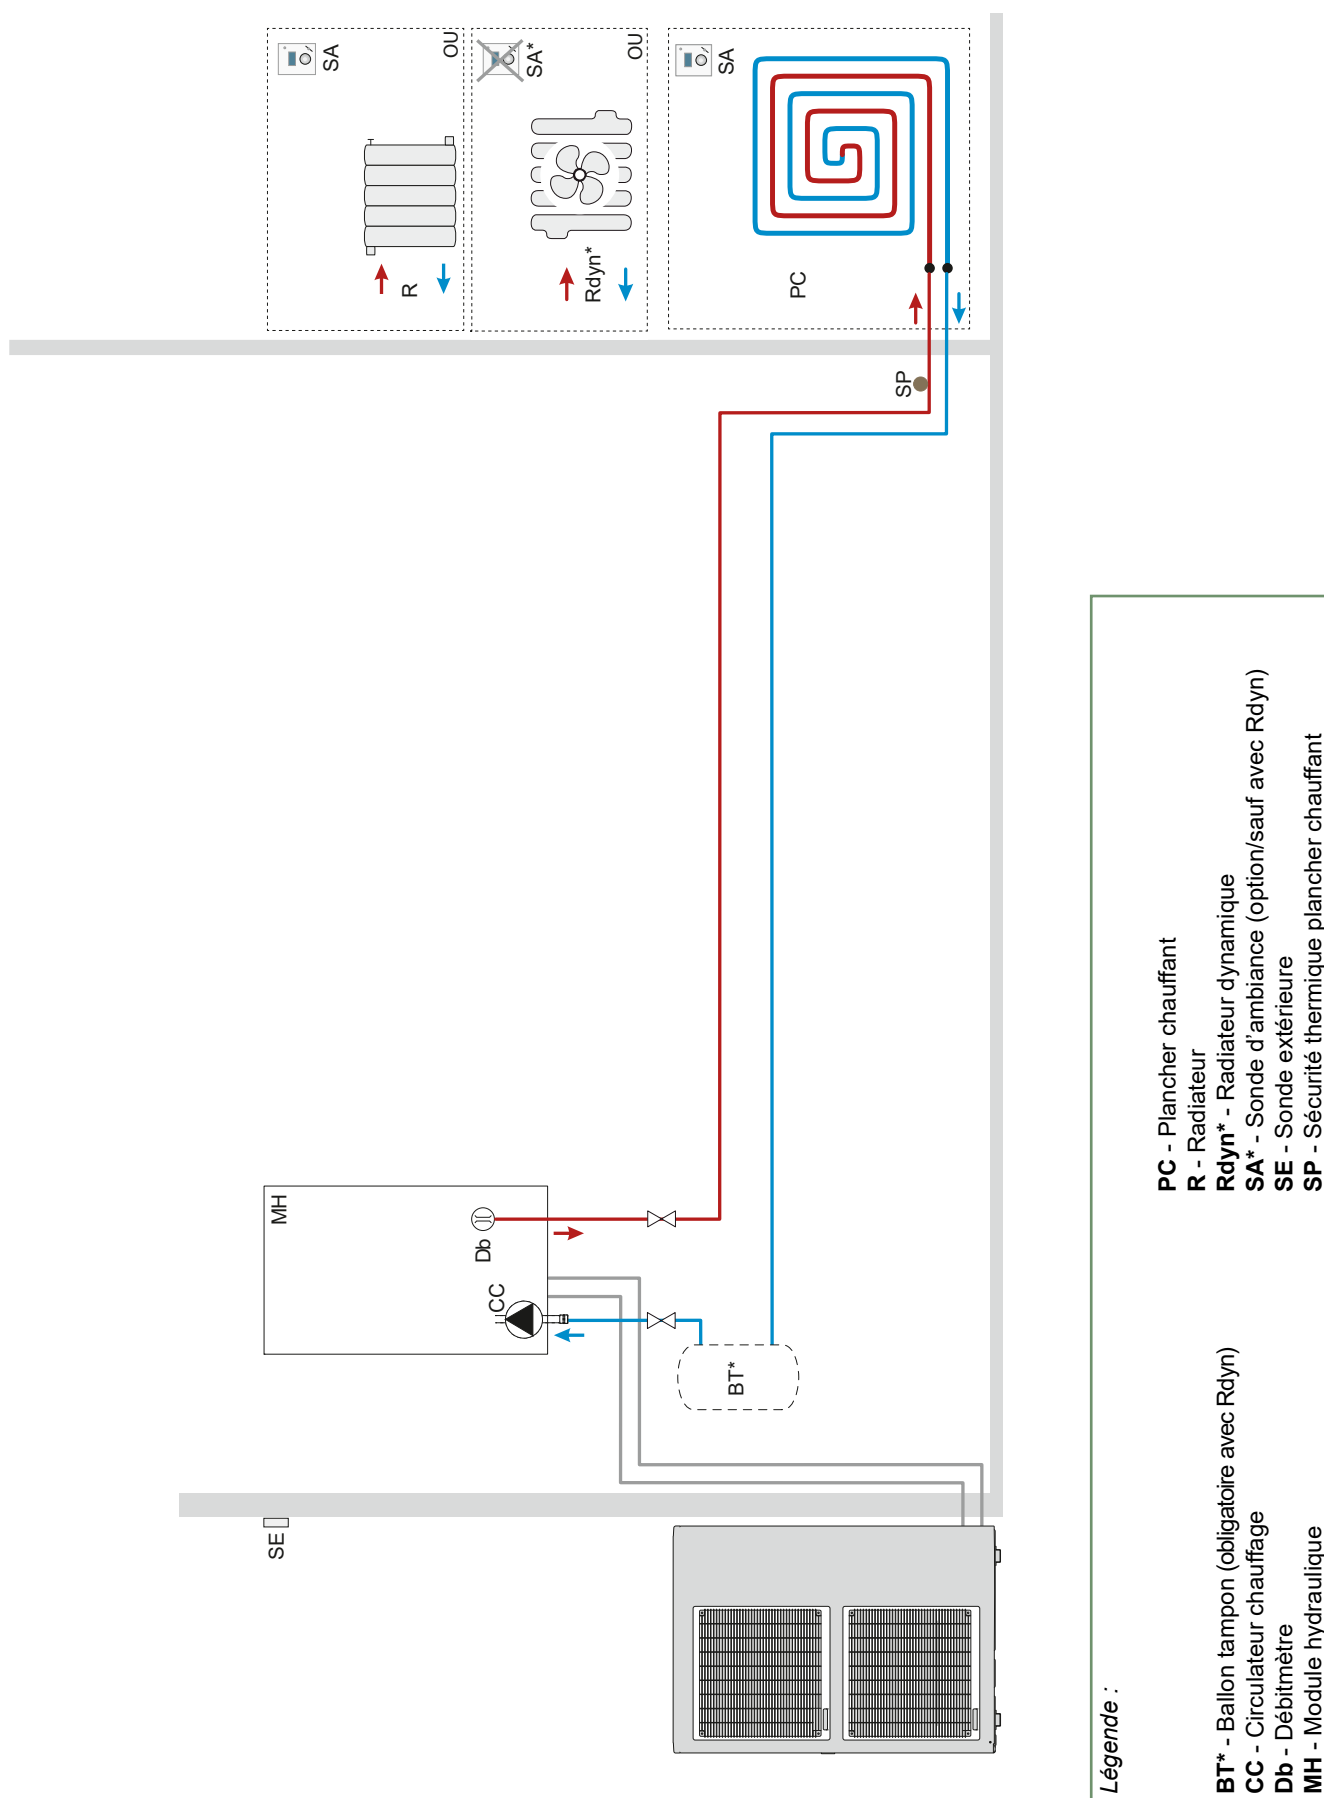 SE
MH
Db
CC
BT*
SP
SA
OU
R
SA*
OU
Rdyn*
SA
PC
Légende :
BT* - Ballon tampon (obligatoire avec Rdyn)
CC - Circulateur chauffage
Db - Débitmètre
MH - Module hydraulique
PC - Plancher chauffant
R - Radiateur
Rdyn* - Radiateur dynamique
SA* - Sonde d'ambiance (option/sauf avec Rdyn)
SE - Sonde extérieure
SP - Sécurité thermique plancher chauffant